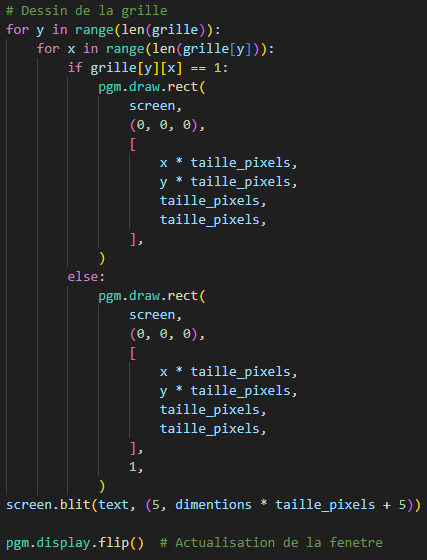 # Dessin de la grille
for y in range(len(grille)):
    for x in range(len(grille[y])):
        if grille[y][x] == 1:
            pgm.draw.rect(
                screen,
                (0, 0, 0),
                [
                    x * taille_pixels,
                    y * taille_pixels,
                    taille_pixels,
                    taille_pixels,
                ],
            )
        else:
            pgm.draw.rect(
                screen,
                (0, 0, 0),
                [
                    x * taille_pixels,
                    y * taille_pixels,
                    taille_pixels,
                    taille_pixels,
                ],
                1,
            )
screen.blit(text, (5, dimentions * taille_pixels + 5))
pgm.display.flip()  # Actualisation de la fenetre